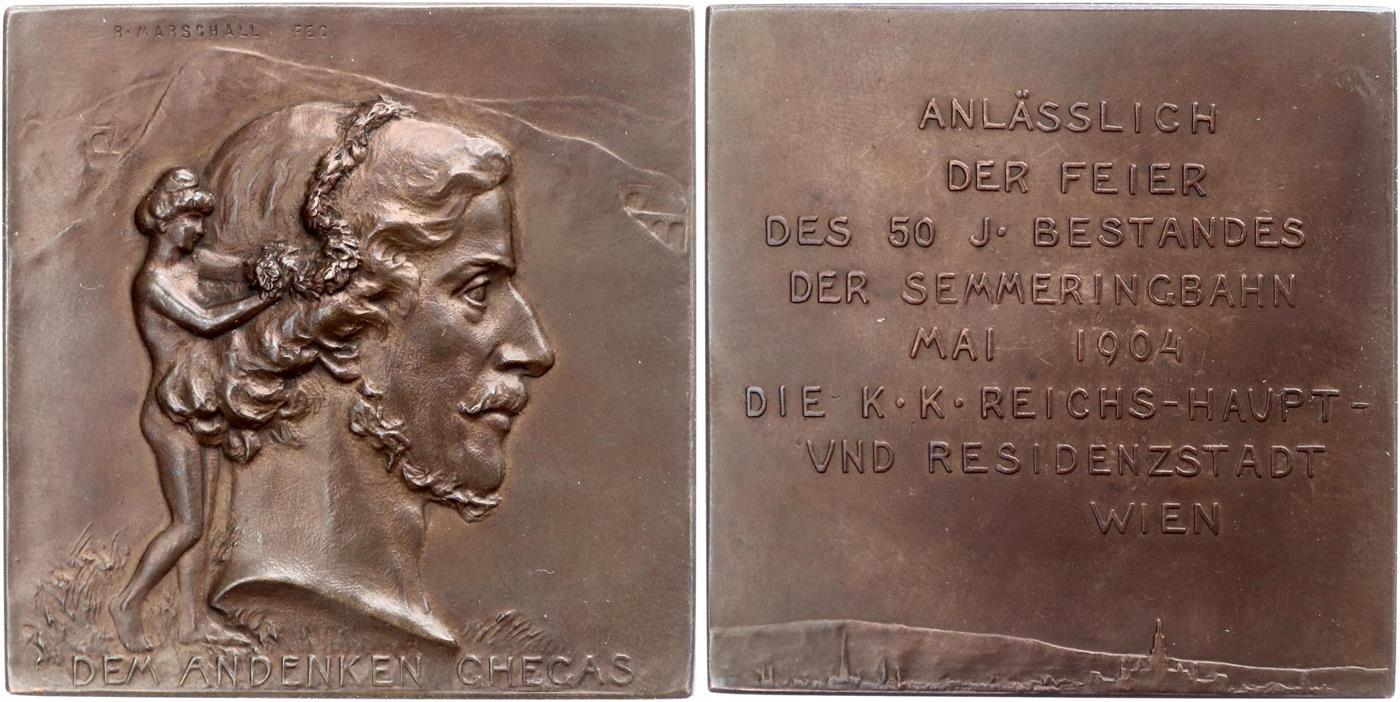 R·MARSCHALL FEC
DEM ANDENKEN GHEGAS
ANLÄSSLICH
DER FEIER
DES 50 J· BESTANDES
DER SEMMERINGBAHN
MAI 1904
DIE K·K·REICHS-HAUPT-
VND RESIDENZSTADT
WIEN